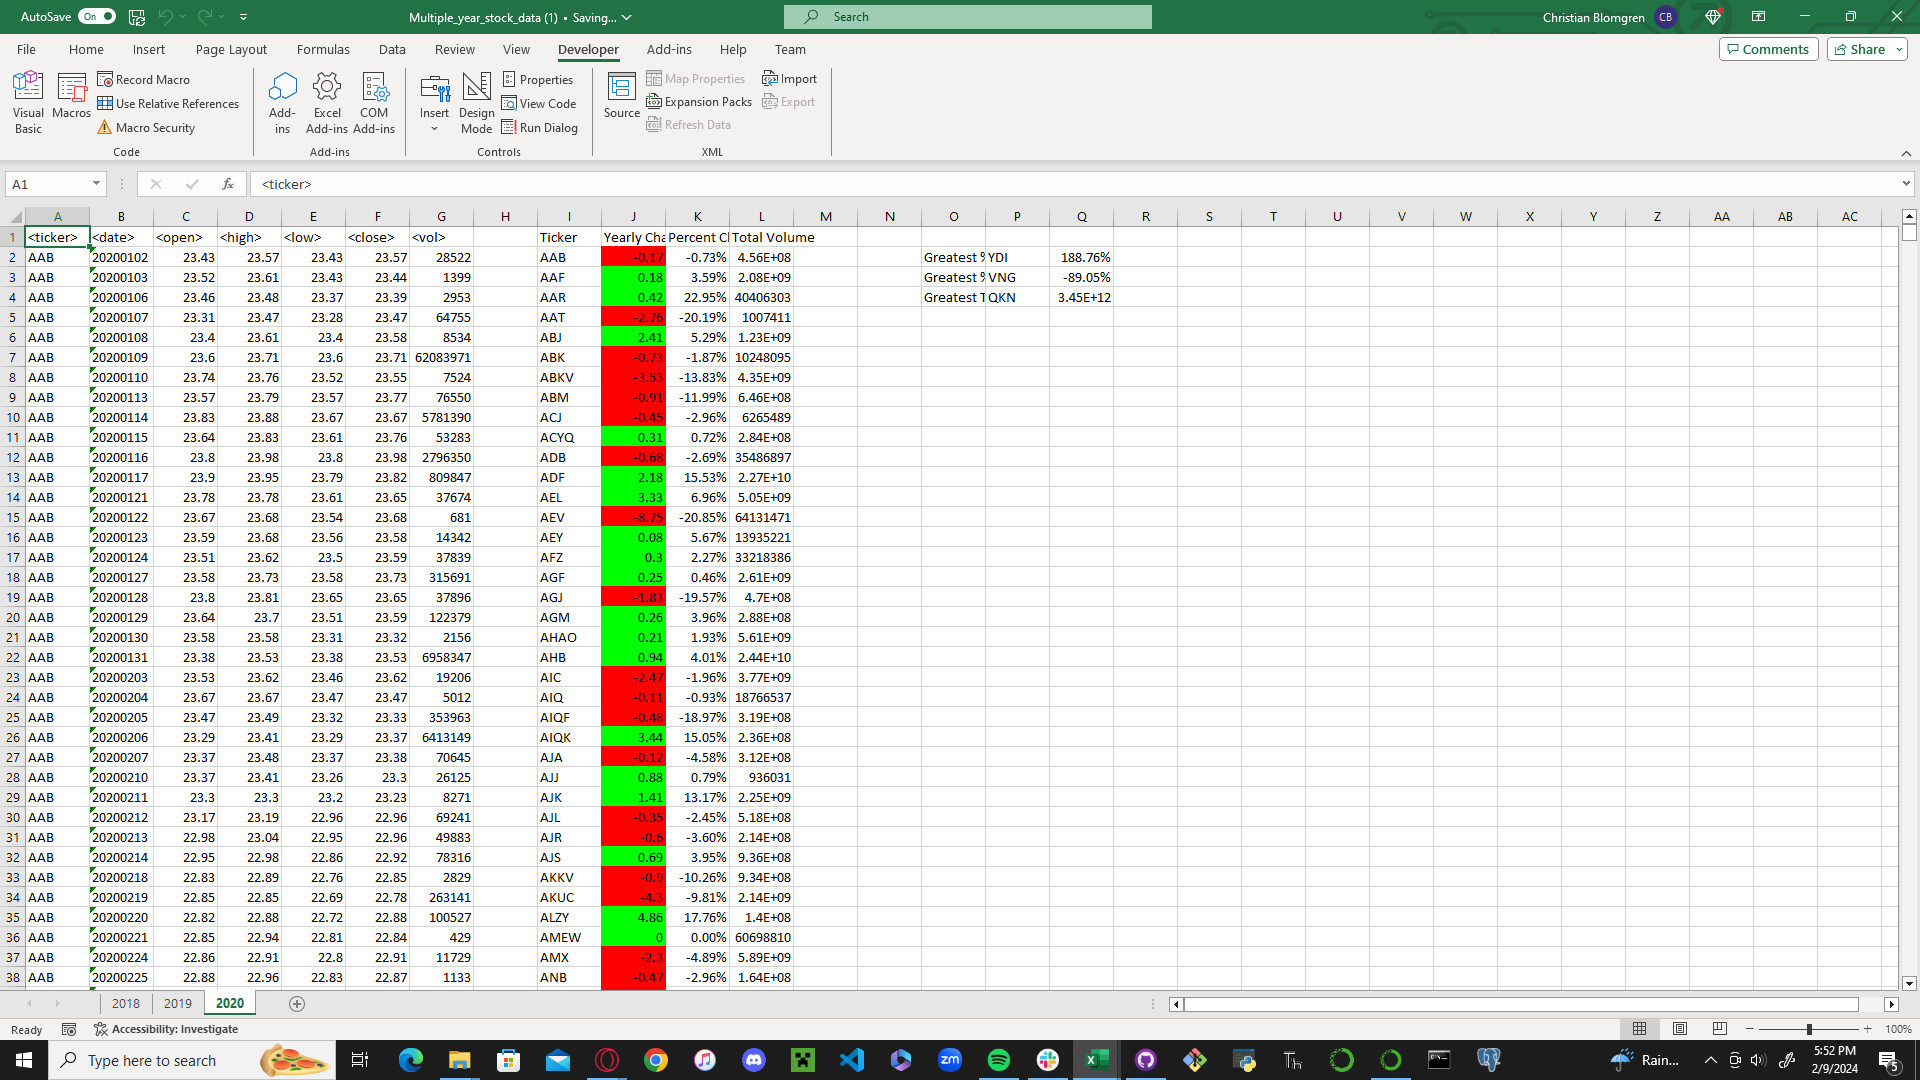 AutoSave On Multiple_year_stock_data (1) • Saving... Search Christian Blomgren CB
File Home Insert Page Layout Formulas Data Review View Developer Add-ins Help Team Comments Share
Visual Basic
Macros
Record Macro
Use Relative References
Macro Security
Code
Add-ins
Excel Add-ins
COM Add-ins
Add-ins
Insert
Design Mode
Properties
View Code
Run Dialog
Controls
Source
Map Properties
Expansion Packs
Refresh Data
Import
Export
XML
A1 fx <ticker>
A B C D E F G H I J K L M N O P Q R S T U V W X Y Z AA AB AC
1 <ticker> <date> <open> <high> <low> <close> <vol> Ticker Yearly Cha Percent Cl Total Volume
2 AAB 20200102 23.43 23.57 23.43 23.57 28522 AAB -0.17 -0.73% 4.56E+08 Greatest % YDI 188.76%
3 AAB 20200103 23.52 23.61 23.43 23.44 1399 AAF 0.18 3.59% 2.08E+09 Greatest % VNG -89.05%
4 AAB 20200106 23.46 23.48 23.37 23.39 2953 AAR 0.42 22.95% 40406303 Greatest T QKN 3.45E+12
5 AAB 20200107 23.31 23.47 23.28 23.47 64755 AAT -2.76 -20.19% 1007411
6 AAB 20200108 23.4 23.61 23.4 23.58 8534 ABJ 2.41 5.29% 1.23E+09
7 AAB 20200109 23.6 23.71 23.6 23.71 62083971 ABK -0.73 -1.87% 10248095
8 AAB 20200110 23.74 23.76 23.52 23.55 7524 ABKV -3.53 -13.83% 4.35E+09
9 AAB 20200113 23.57 23.79 23.57 23.77 76550 ABM -0.91 -11.99% 6.46E+08
10 AAB 20200114 23.83 23.88 23.67 23.67 5781390 ACJ -0.45 -2.96% 6265489
11 AAB 20200115 23.64 23.83 23.61 23.76 53283 ACYQ 0.31 0.72% 2.84E+08
12 AAB 20200116 23.8 23.98 23.8 23.98 2796350 ADB -0.68 -2.69% 35486897
13 AAB 20200117 23.9 23.95 23.79 23.82 809847 ADF 2.18 15.53% 2.27E+10
14 AAB 20200121 23.78 23.78 23.61 23.65 37674 AEL 3.33 6.96% 5.05E+09
15 AAB 20200122 23.67 23.68 23.54 23.68 681 AEV -8.75 -20.85% 64131471
16 AAB 20200123 23.59 23.68 23.56 23.58 14342 AEY 0.08 5.67% 13935221
17 AAB 20200124 23.51 23.62 23.5 23.59 37839 AFZ 0.3 2.27% 33218386
18 AAB 20200127 23.58 23.73 23.58 23.73 315691 AGF 0.25 0.46% 2.61E+09
19 AAB 20200128 23.8 23.81 23.65 23.65 37896 AGJ -1.83 -19.57% 4.7E+08
20 AAB 20200129 23.64 23.7 23.51 23.59 122379 AGM 0.26 3.96% 2.88E+08
21 AAB 20200130 23.58 23.58 23.31 23.32 2156 AHAO 0.21 1.93% 5.61E+09
22 AAB 20200131 23.38 23.53 23.38 23.53 6958347 AHB 0.94 4.01% 2.44E+10
23 AAB 20200203 23.53 23.62 23.46 23.62 19206 AIC -2.47 -1.96% 3.77E+09
24 AAB 20200204 23.67 23.67 23.47 23.47 5012 AIQ -0.11 -0.93% 18766537
25 AAB 20200205 23.47 23.49 23.32 23.33 353963 AIQF -0.48 -18.97% 3.19E+08
26 AAB 20200206 23.29 23.41 23.29 23.37 6413149 AIQK 3.44 15.05% 2.36E+08
27 AAB 20200207 23.37 23.48 23.37 23.38 70645 AJA -0.12 -4.58% 3.12E+08
28 AAB 20200210 23.37 23.41 23.26 23.3 26125 AJJ 0.88 0.79% 936031
29 AAB 20200211 23.3 23.3 23.2 23.23 8271 AJK 1.41 13.17% 2.25E+09
30 AAB 20200212 23.17 23.19 22.96 22.96 69241 AJL -0.35 -2.45% 5.18E+08
31 AAB 20200213 22.98 23.04 22.95 22.96 49883 AJR -0.6 -3.60% 2.14E+08
32 AAB 20200214 22.95 22.98 22.86 22.92 78316 AJS 0.69 3.95% 9.36E+08
33 AAB 20200218 22.83 22.89 22.76 22.85 2829 AKKV -0.9 -10.26% 9.34E+08
34 AAB 20200219 22.85 22.85 22.69 22.78 263141 AKUC -4.3 -9.81% 2.14E+09
35 AAB 20200220 22.82 22.88 22.72 22.88 100527 ALZY 4.86 17.76% 1.4E+08
36 AAB 20200221 22.85 22.94 22.81 22.84 429 AMEW 0 0.00% 60698810
37 AAB 20200224 22.86 22.91 22.8 22.91 11729 AMX -2.3 -4.89% 5.89E+09
38 AAB 20200225 22.88 22.96 22.83 22.87 1133 ANB -0.47 -2.96% 1.64E+08
2018 2019 2020
Ready Accessibility: Investigate 100%
Type here to search Rain... 5:52 PM
2/9/2024 5